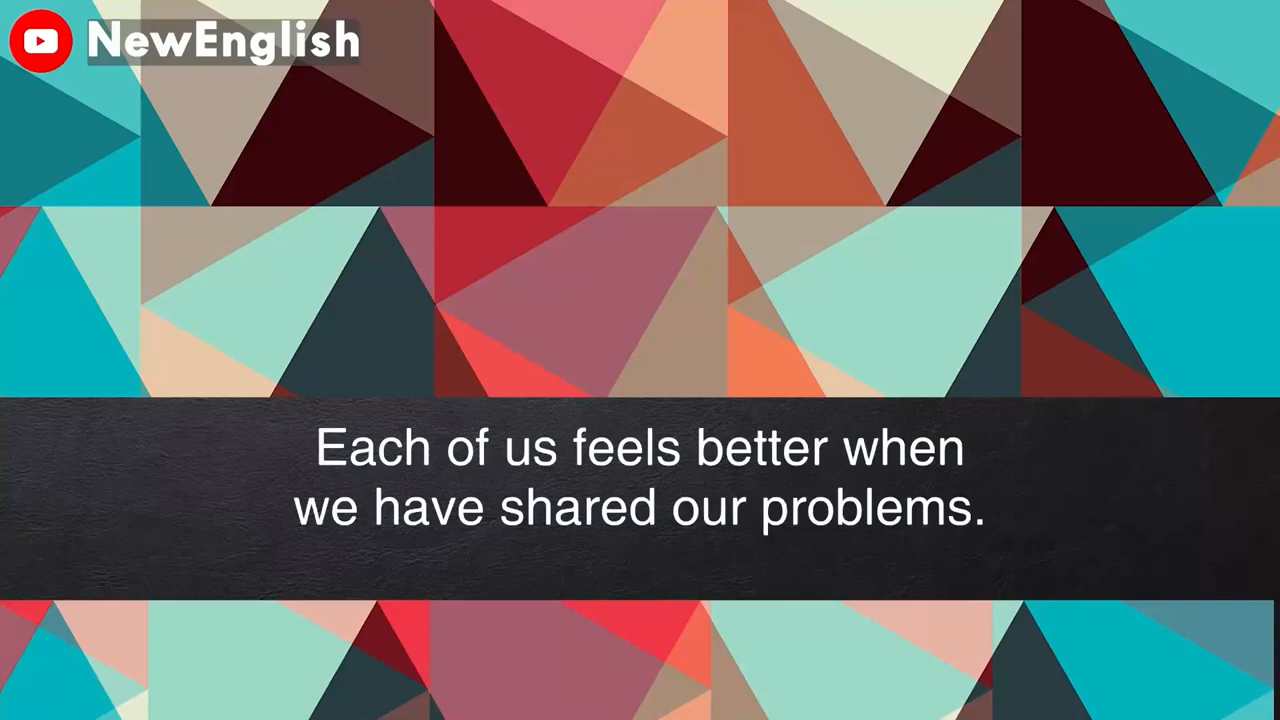 NewEnglish
Each of us feels better when
we have shared our problems.